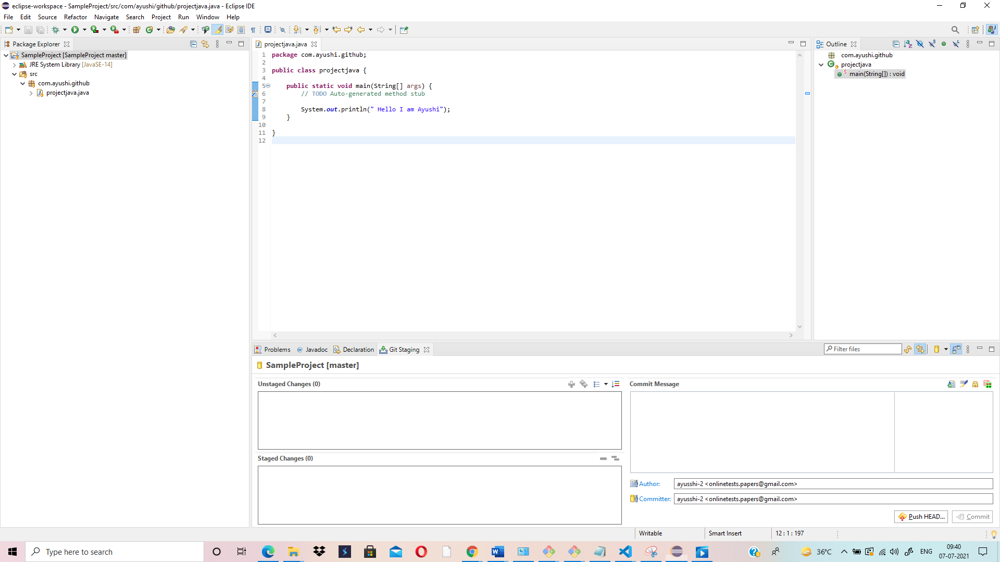 eclipse-workspace - SampleProject/src/com/ayushi/github/projectjava.java - Eclipse IDE
File Edit Source Refactor Navigate Search Project Run Window Help
Package Explorer
SampleProject [SampleProject master]
JRE System Library [JavaSE-14]
src
com.ayushi.github
projectjava.java
projectjava.java
1 package com.ayushi.github;
2
3 public class projectjava {
4
5 public static void main(String[] args) {
6 // TODO Auto-generated method stub
7
8 System.out.println(" Hello I am Ayushi");
9 }
10
11 }
12
Outline
com.ayushi.github
projectjava
main(String[]) : void
Problems @ Javadoc Declaration Git Staging
Filter files
SampleProject [master]
Unstaged Changes (0)
Staged Changes (0)
Commit Message
Author: ayusshi-2 <onlinetests.papers@gmail.com>
Committer: ayusshi-2 <onlinetests.papers@gmail.com>
Push HEAD... Commit
Writable Smart Insert 12 : 1 : 197
Type here to search
36°C ENG
09:40
07-07-2021